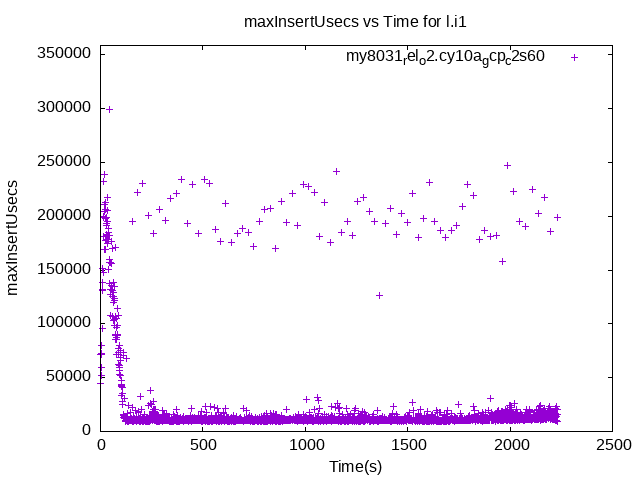 maxInsertUsecs vs Time for l.i1
my8031rel_o2.cy10a_gcp_c2s60
350000
300000
250000
200000
150000
100000
50000
0
maxInsertUsecs
0 500 1000 1500 2000 2500
Time(s)